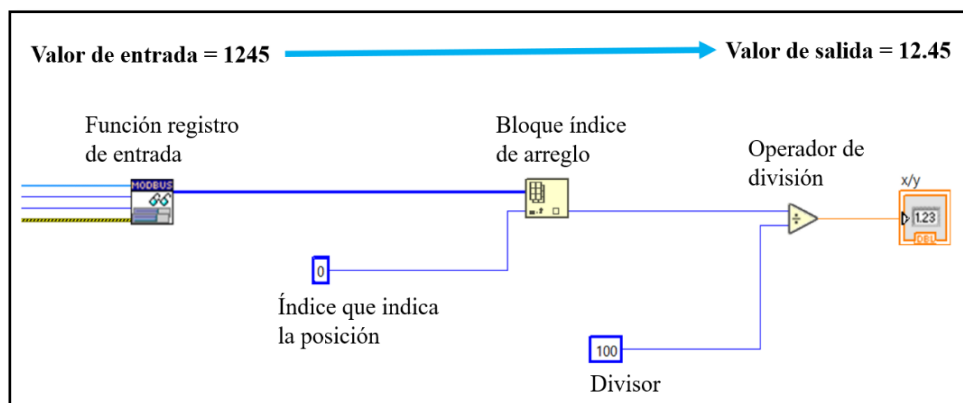 Valor de entrada = 1245
Valor de salida = 12.45
Función registro
de entrada
Bloque índice
de arreglo
Operador de
división
x/y
MODBUS
1.23
DBL
0
Índice que indica
la posición
100
Divisor